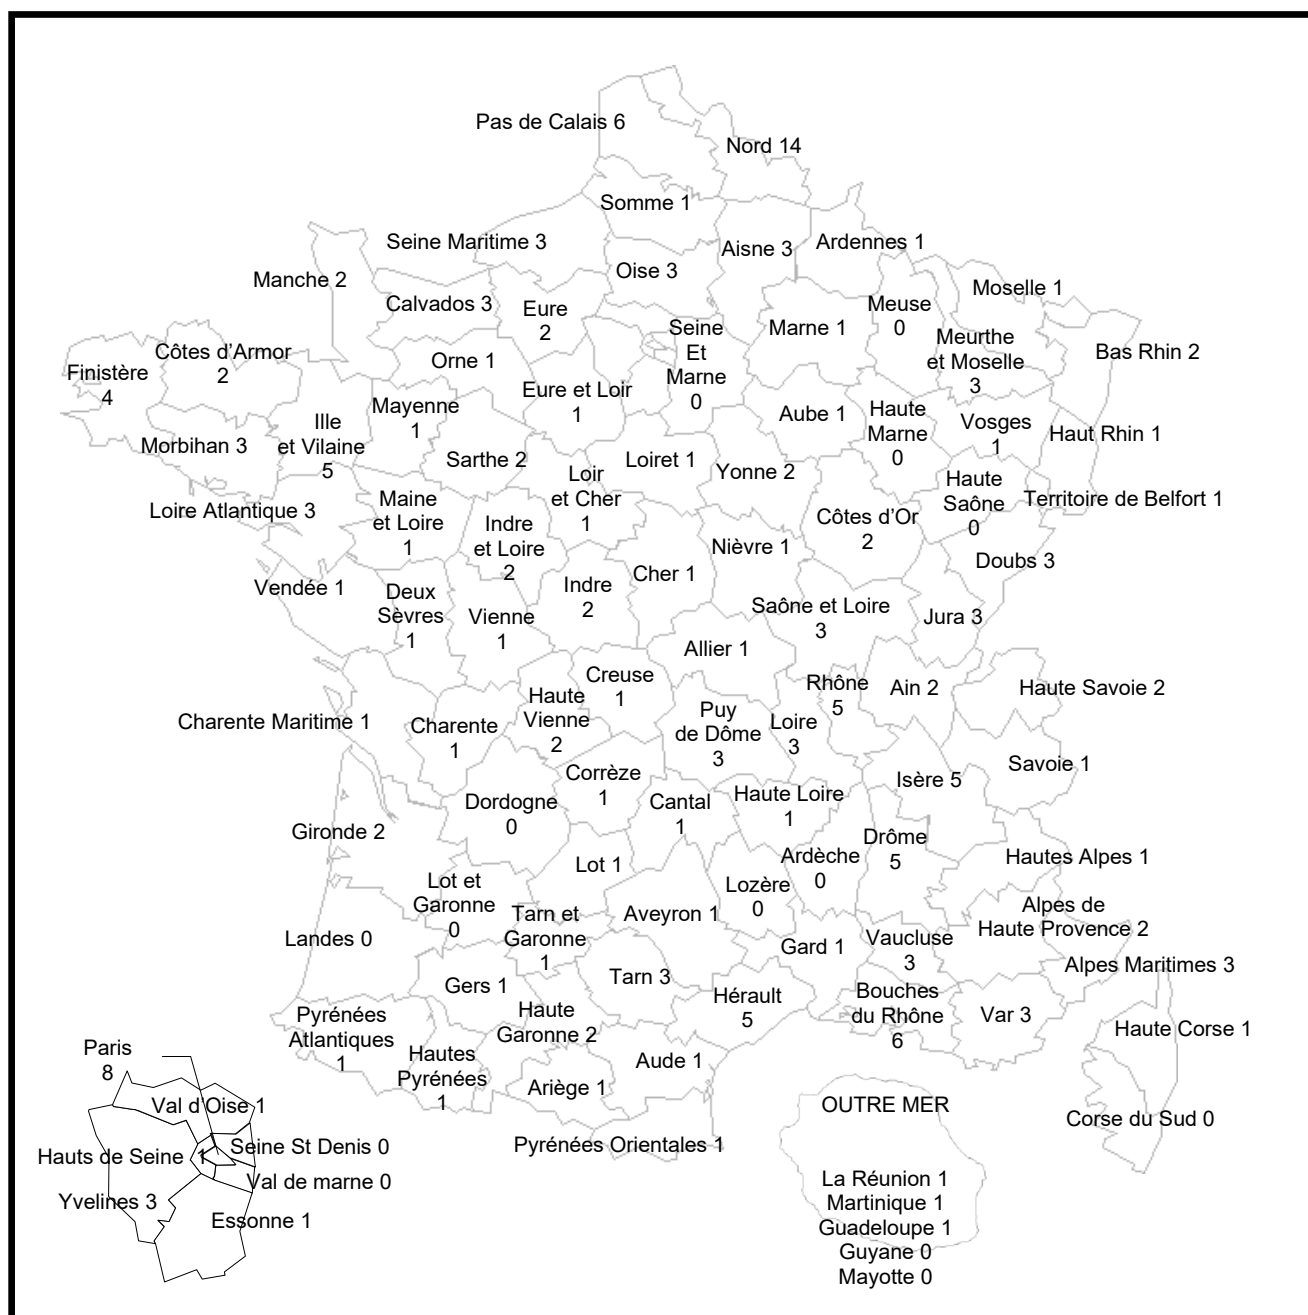 Pas de Calais 6
Nord 14
Somme 1
Seine Maritime 3
Aisne 3
Ardennes 1
Oise 3
Manche 2
Moselle 1
Calvados 3
Eure
2
Meuse
0
Seine
Et
Marne
0
Marne 1
Meurthe
et Moselle
3
Bas Rhin 2
Côtes d'Armor
2
Finistère
4
Orne 1
Eure et Loir
1
Mayenne
1
Aube 1
Haute
Marne
0
Vosges
1
Haut Rhin 1
Ille
et Vilaine
5
Morbihan 3
Sarthe 2
Loiret 1
Loir
et Cher
1
Yonne 2
Haute
Saône
0
Territoire de Belfort 1
Loire Atlantique 3
Maine
et Loire
1
Indre
et Loire
2
Côtes d'Or
2
Nièvre 1
Doubs 3
Vendée 1
Deux
Sèvres
1
Indre
2
Cher 1
Vienne
1
Saône et Loire
3
Jura 3
Allier 1
Creuse
1
Rhône
5
Ain 2
Haute Savoie 2
Haute
Vienne
2
Charente Maritime 1
Charente
1
Puy
de Dôme
3
Loire
3
Savoie 1
Corrèze
1
Isère 5
Dordogne
0
Cantal
1
Haute Loire
1
Gironde 2
Drôme
5
Ardèche
0
Hautes Alpes 1
Lot 1
Lot et
Garonne
0
Lozère
0
Tarn et
Garonne
1
Aveyron 1
Alpes de
Haute Provence 2
Landes 0
Gard 1
Vaucluse
3
Alpes Maritimes 3
Gers 1
Tarn 3
Hérault
5
Bouches
du Rhône
6
Var 3
Haute
Garonne 2
Pyrénées
Atlantiques
1
Haute Corse 1
Hautes
Pyrénées
1
Aude 1
Ariège 1
Corse du Sud 0
Pyrénées Orientales 1
Paris
8
Val d'Oise 1
Seine St Denis 0
Hauts de Seine 1
Val de marne 0
Yvelines 3
Essonne 1
OUTRE MER
La Réunion 1
Martinique 1
Guadeloupe 1
Guyane 0
Mayotte 0